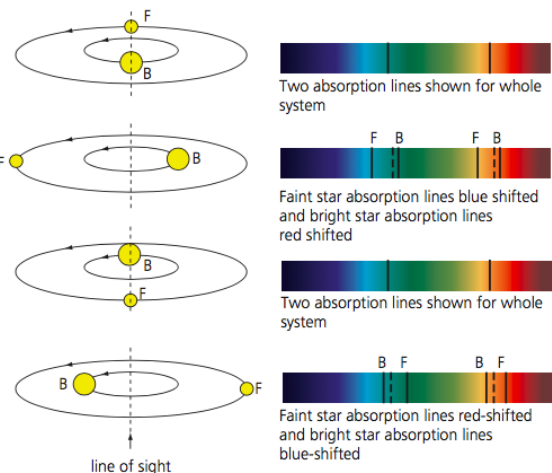 F
B
Two absorption lines shown for whole
system
F B F B
F
B
Faint star absorption lines blue shifted
and bright star absorption lines
red shifted
B
F
Two absorption lines shown for whole
system
B F B F
B
F
Faint star absorption lines red-shifted
and bright star absorption lines
blue-shifted
line of sight